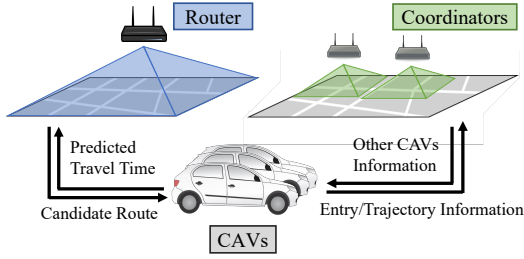 Router
Coordinators
Predicted
Travel Time
Candidate Route
Other CAVs
Information
Entry/Trajectory Information
CAVs